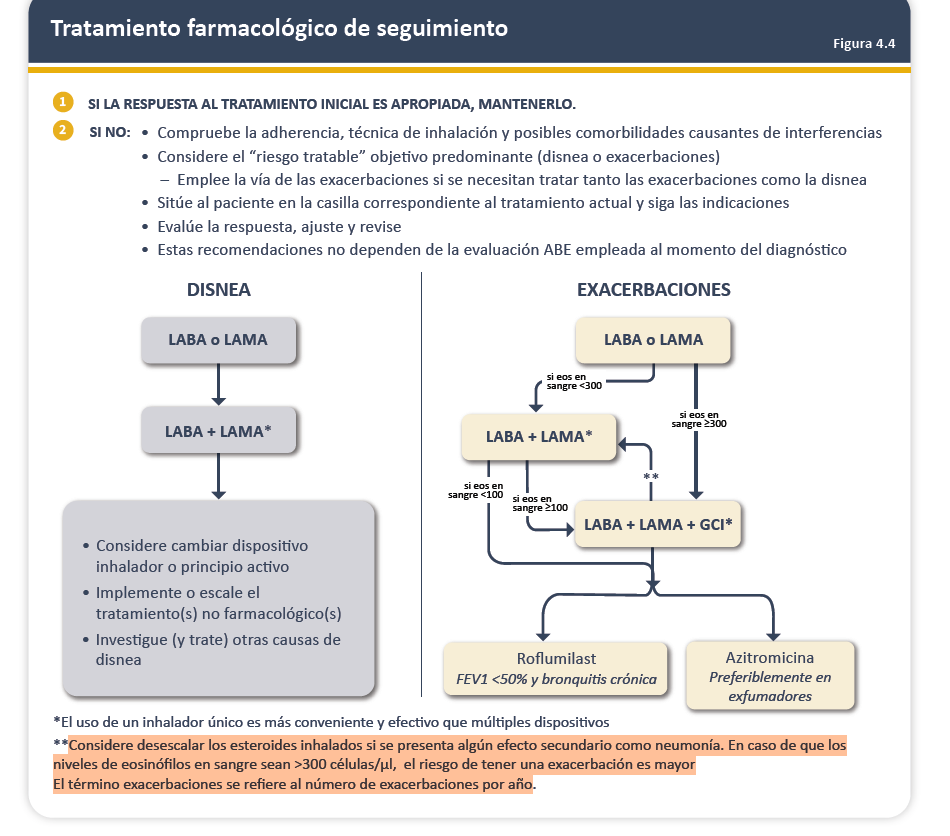 Tratamiento farmacológico de seguimiento
Figura 4.4
1 SI LA RESPUESTA AL TRATAMIENTO INICIAL ES APROPIADA, MANTENERLO.
2 SI NO: • Compruebe la adherencia, técnica de inhalación y posibles comorbilidades causantes de interferencias
• Considere el “riesgo tratable” objetivo predominante (disnea o exacerbaciones)
– Emplee la vía de las exacerbaciones si se necesitan tratar tanto las exacerbaciones como la disnea
• Sitúe al paciente en la casilla correspondiente al tratamiento actual y siga las indicaciones
• Evalúe la respuesta, ajuste y revise
• Estas recomendaciones no dependen de la evaluación ABE empleada al momento del diagnóstico
DISNEA
LABA o LAMA
LABA + LAMA*
• Considere cambiar dispositivo
inhalador o principio activo
• Implemente o escale el
tratamiento(s) no farmacológico(s)
• Investigue (y trate) otras causas de
disnea
EXACERBACIONES
LABA o LAMA
si eos en
sangre <300
si eos en
sangre ≥300
LABA + LAMA*
**
si eos en
sangre <100
si eos en
sangre ≥100
LABA + LAMA + GCI*
Roflumilast
FEV1 <50% y bronquitis crónica
Azitromicina
Preferiblemente en
exfumadores
*El uso de un inhalador único es más conveniente y efectivo que múltiples dispositivos
**Considere desescalar los esteroides inhalados si se presenta algún efecto secundario como neumonía. En caso de que los
niveles de eosinófilos en sangre sean >300 células/µl, el riesgo de tener una exacerbación es mayor
El término exacerbaciones se refiere al número de exacerbaciones por año.